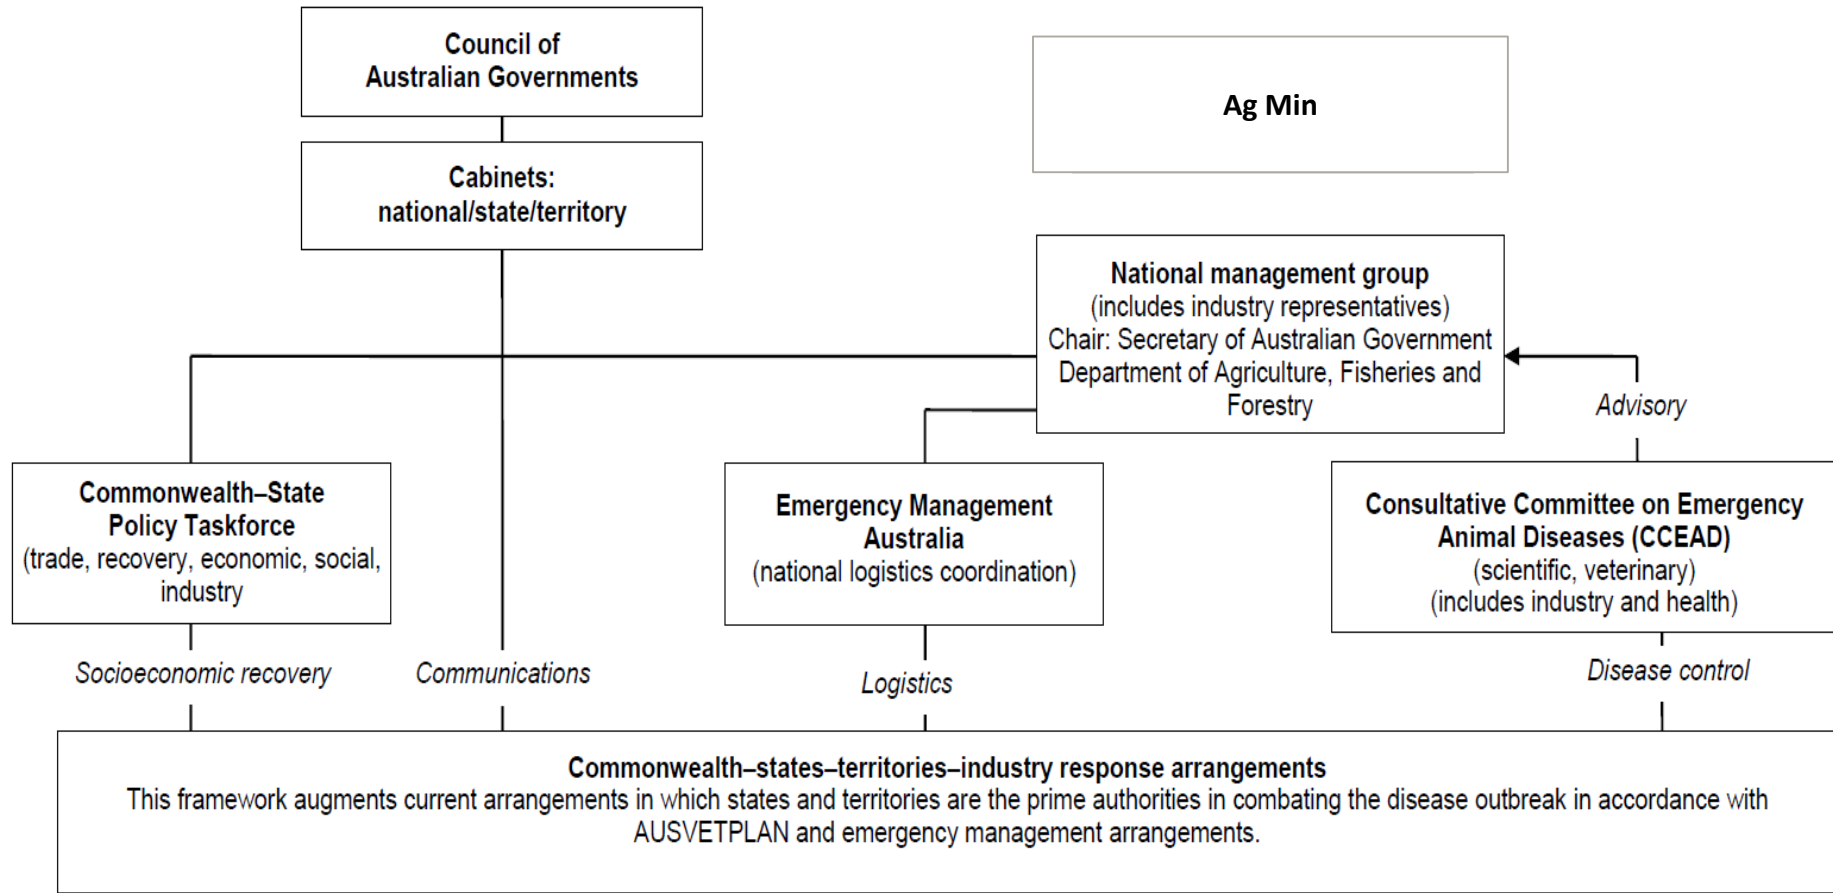 Council of
Australian Governments
Ag Min
Cabinets:
national/state/territory
National management group
(includes industry representatives)
Chair: Secretary of Australian Government
Department of Agriculture, Fisheries and
Forestry
Advisory
Commonwealth–State
Policy Taskforce
(trade, recovery, economic, social,
industry
Emergency Management
Australia
(national logistics coordination)
Consultative Committee on Emergency
Animal Diseases (CCEAD)
(scientific, veterinary)
(includes industry and health)
Socioeconomic recovery
Communications
Logistics
Disease control
Commonwealth–states–territories–industry response arrangements
This framework augments current arrangements in which states and territories are the prime authorities in combating the disease outbreak in accordance with
AUSVETPLAN and emergency management arrangements.